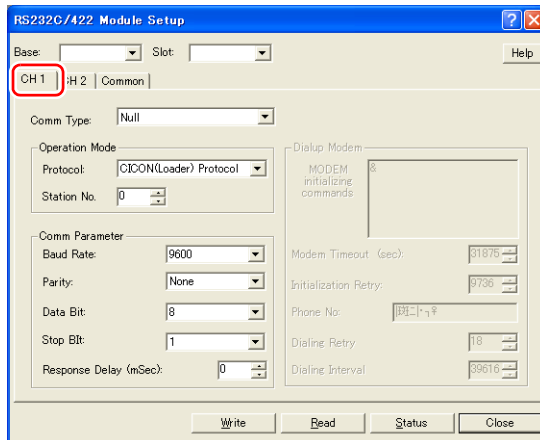 RS232C/422 Module Setup
Base: Slot: Help
CH 1 CH 2 Common
Comm Type: Null
Operation Mode
Protocol: CICON(Loader) Protocol
Station No. 0
Comm Parameter
Baud Rate: 9600
Parity: None
Data Bit: 8
Stop BIt: 1
Response Delay (mSec): 0
Dialup Modem
MODEM initializing commands &
Modem Timeout (sec): 31875
Initialization Retry: 9736
Phone No:
Dialing Retry 18
Dialing Interval 39616
Write Read Status Close